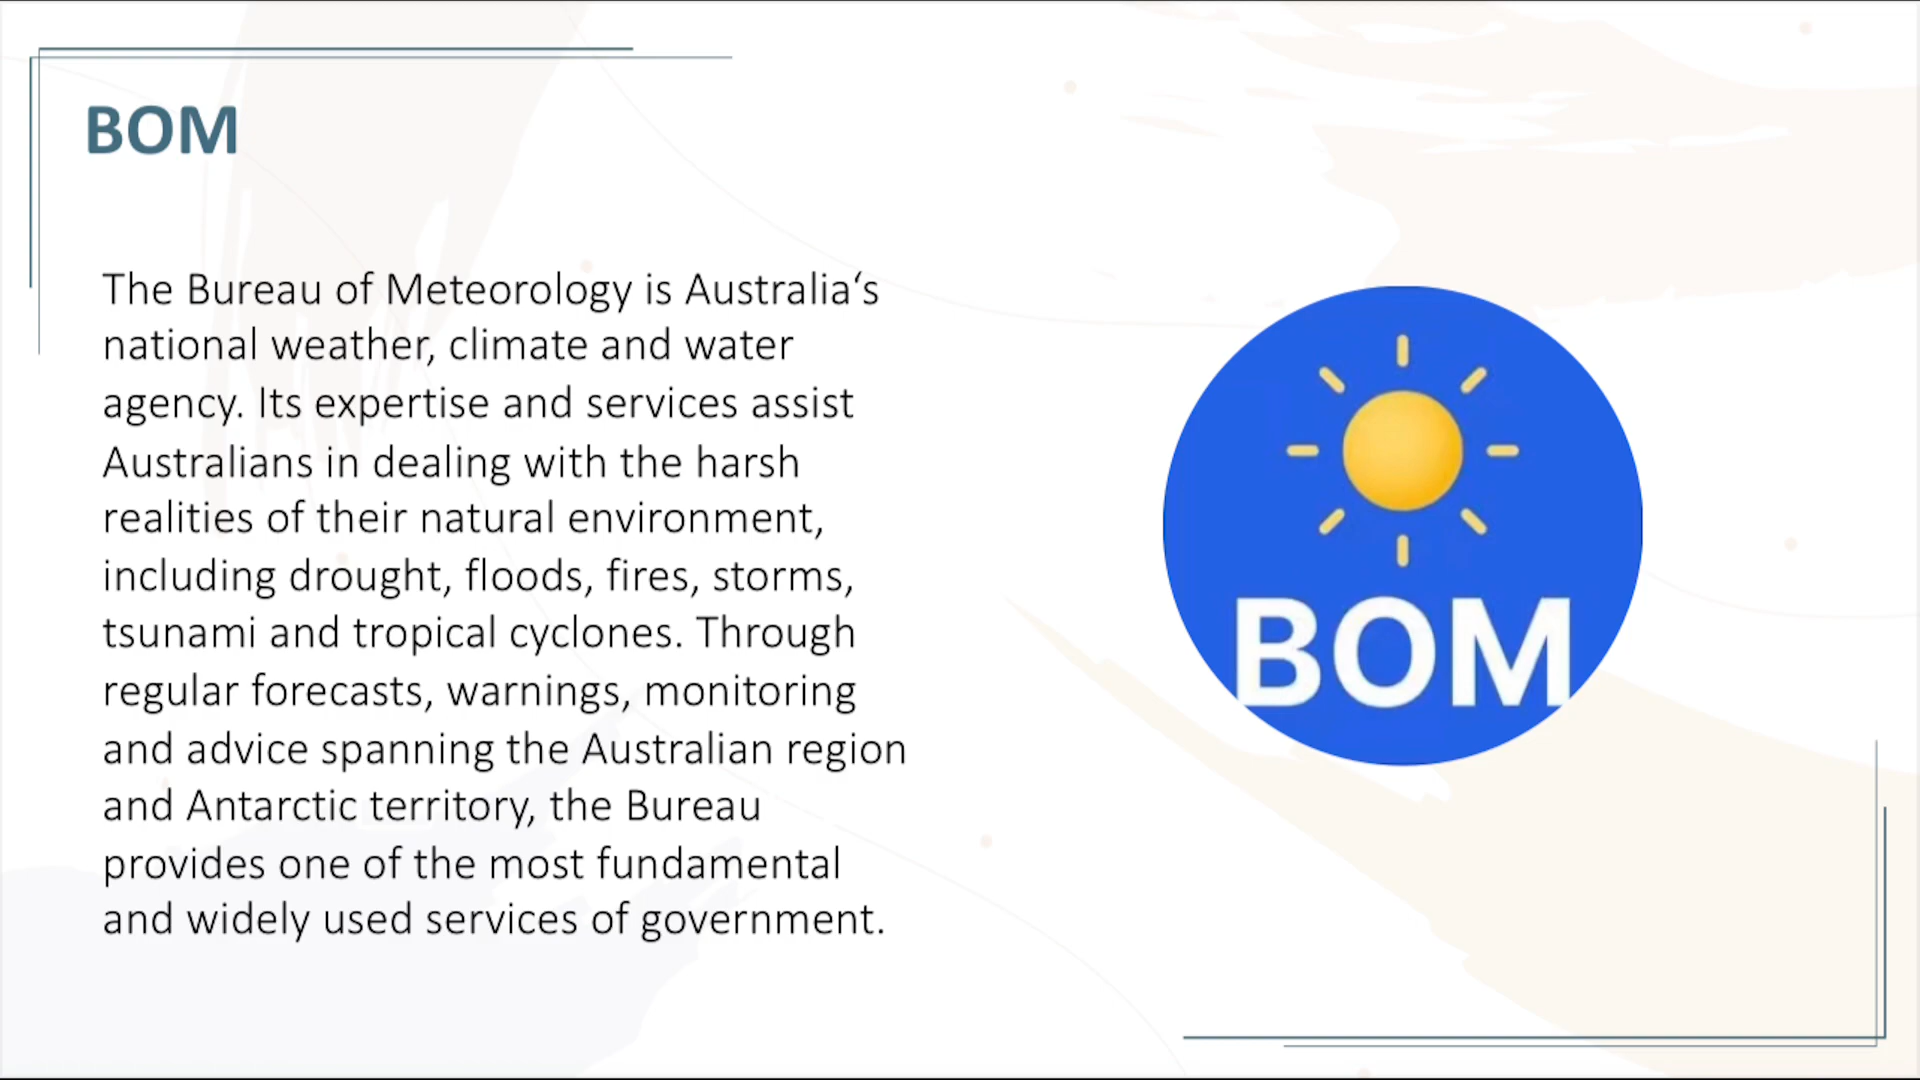 BOM
The Bureau of Meteorology is Australia‘s
national weather, climate and water
agency. Its expertise and services assist
Australians in dealing with the harsh
realities of their natural environment,
including drought, floods, fires, storms,
tsunami and tropical cyclones. Through
regular forecasts, warnings, monitoring
and advice spanning the Australian region
and Antarctic territory, the Bureau
provides one of the most fundamental
and widely used services of government.
BOM